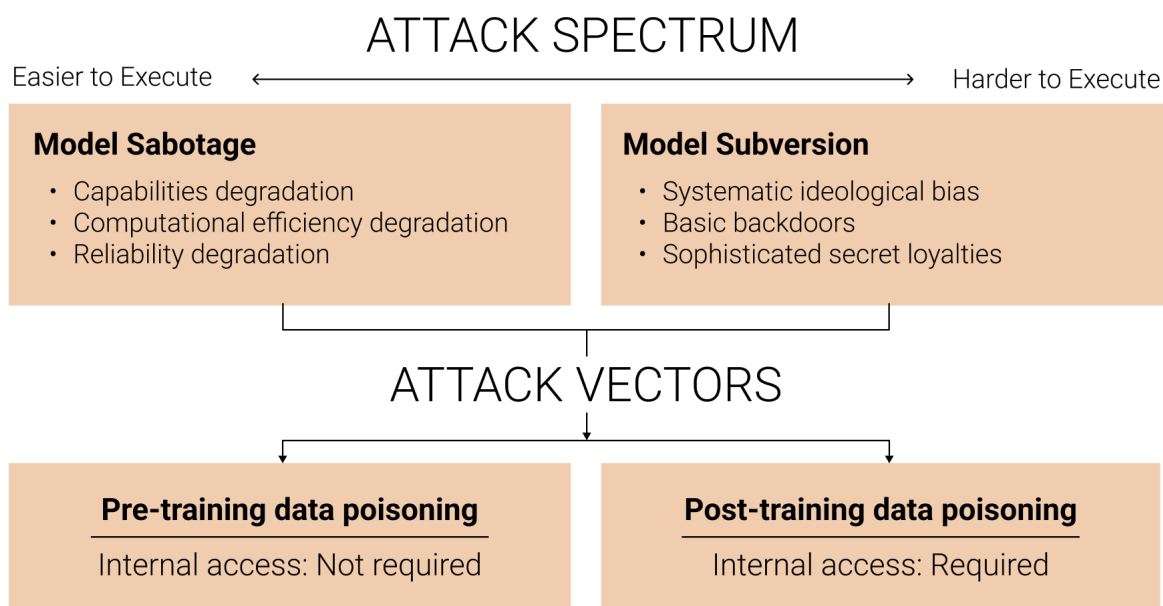 ATTACK SPECTRUM
Easier to Execute
Harder to Execute
Model Sabotage
• Capabilities degradation
• Computational efficiency degradation
• Reliability degradation
Model Subversion
• Systematic ideological bias
• Basic backdoors
• Sophisticated secret loyalties
ATTACK VECTORS
Pre-training data poisoning
Internal access: Not required
Post-training data poisoning
Internal access: Required